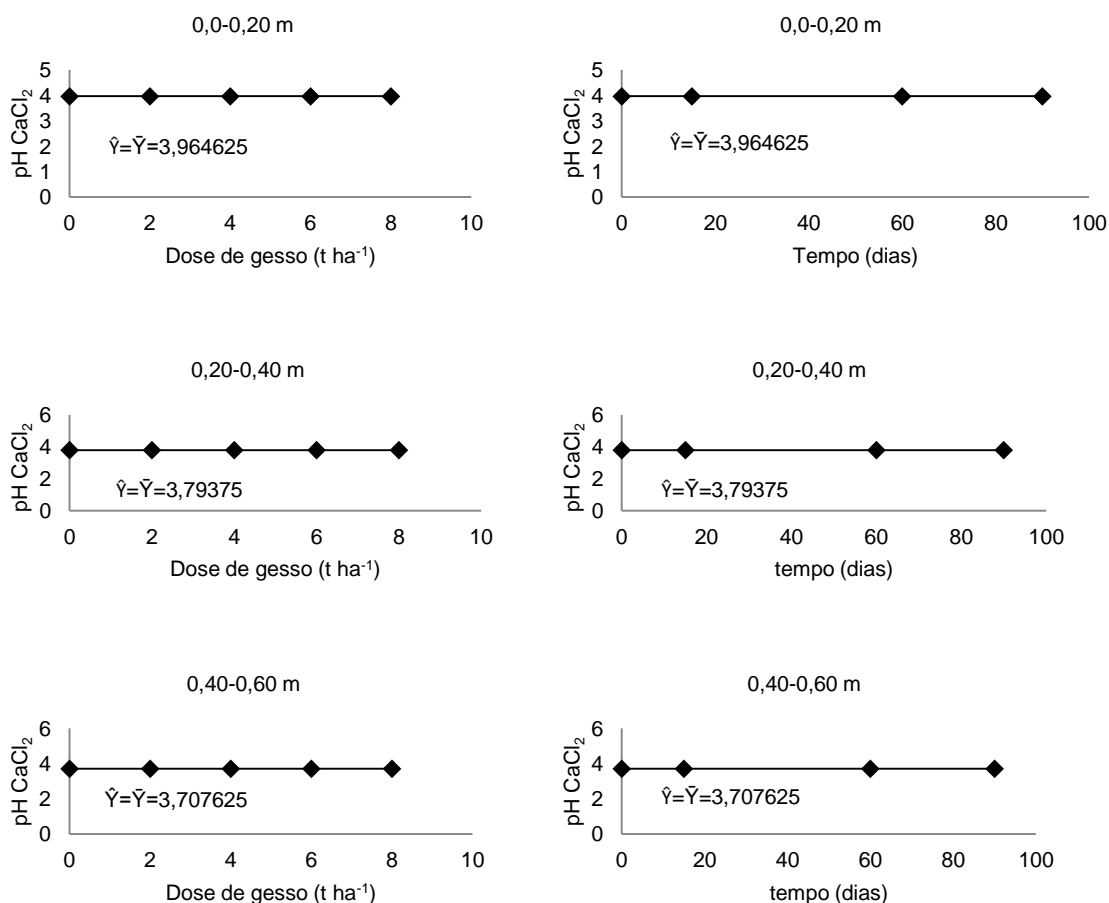 0,0-0,20 m
5
4
3
2
1
0
pH CaCl₂
Ŷ=Ȳ=3,964625
0 2 4 6 8 10
Dose de gesso (t ha⁻¹)
0,0-0,20 m
5
4
3
2
1
0
pH CaCl₂
Ŷ=Ȳ=3,964625
0 20 40 60 80 100
Tempo (dias)
0,20-0,40 m
6
4
2
0
pH CaCl₂
Ŷ=Ȳ=3,79375
0 2 4 6 8 10
Dose de gesso (t ha⁻¹)
0,20-0,40 m
6
4
2
0
pH CaCl₂
Ŷ=Ȳ=3,79375
0 20 40 60 80 100
tempo (dias)
0,40-0,60 m
6
4
2
0
pH CaCl₂
Ŷ=Ȳ=3,707625
0 2 4 6 8 10
Dose de gesso (t ha⁻¹)
0,40-0,60 m
6
4
2
0
pH CaCl₂
Ŷ=Ȳ=3,707625
0 20 40 60 80 100
tempo (dias)